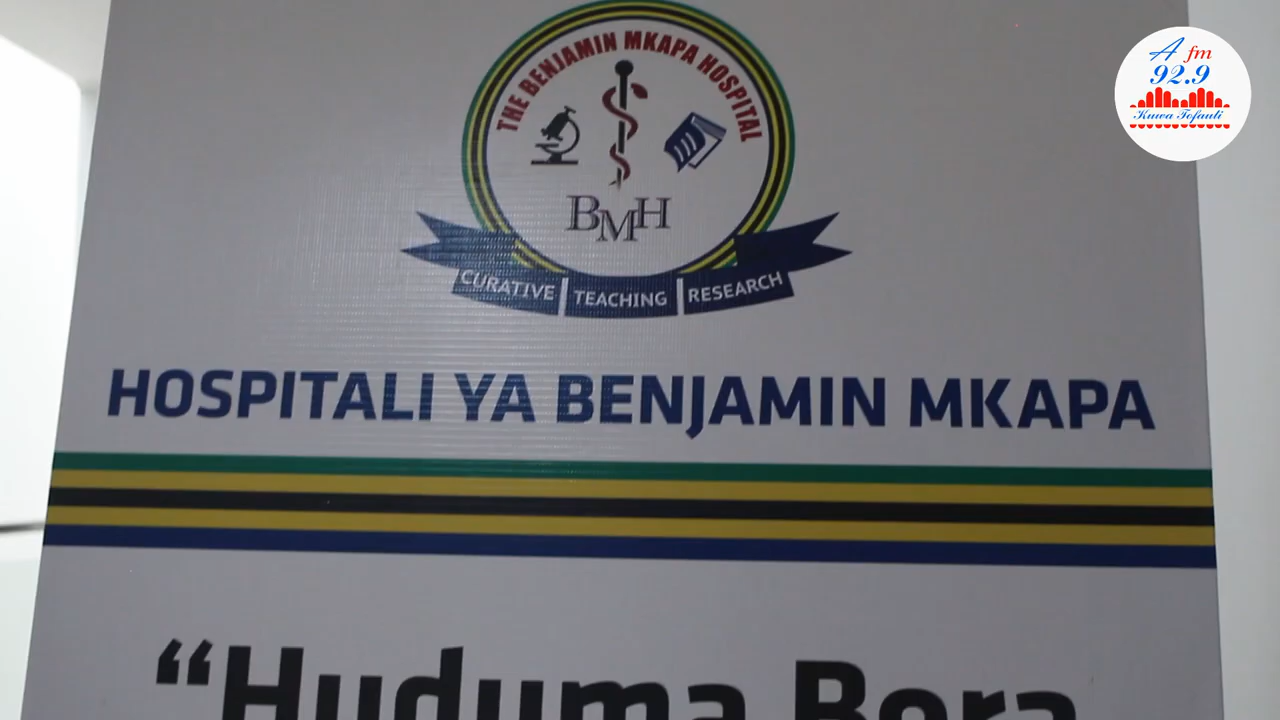 THE BENJAMIN MKAPA HOSPITAL
BMH
CURATIVE TEACHING RESEARCH
HOSPITALI YA BENJAMIN MKAPA
“Huduma Bora
A fm
92.9
Kuwa Tofauti